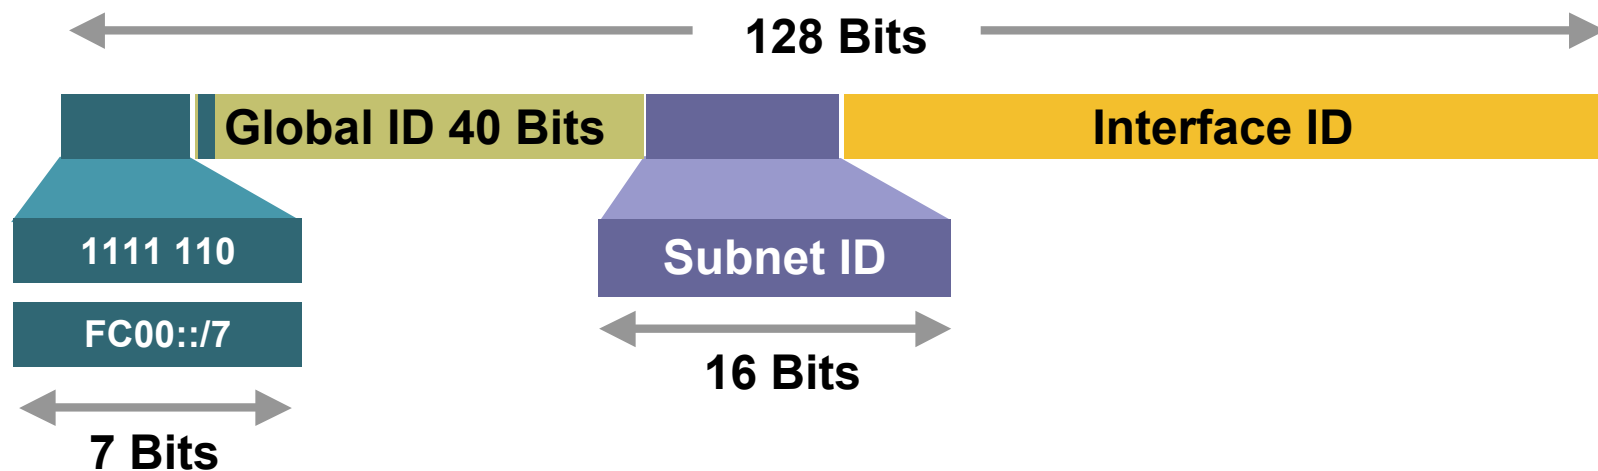 128 Bits
Global ID 40 Bits
Interface ID
1111 110
Subnet ID
FC00::/7
16 Bits
7 Bits